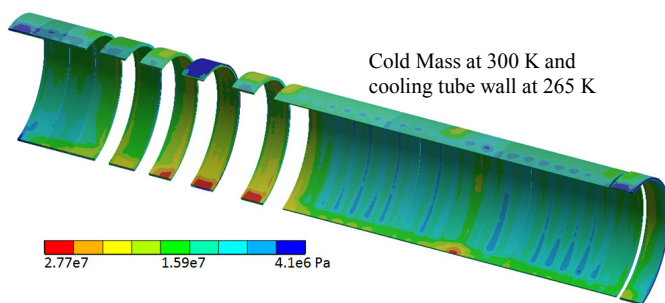 Cold Mass at 300 K and
cooling tube wall at 265 K
2.77e7 1.59e7 4.1e6 Pa